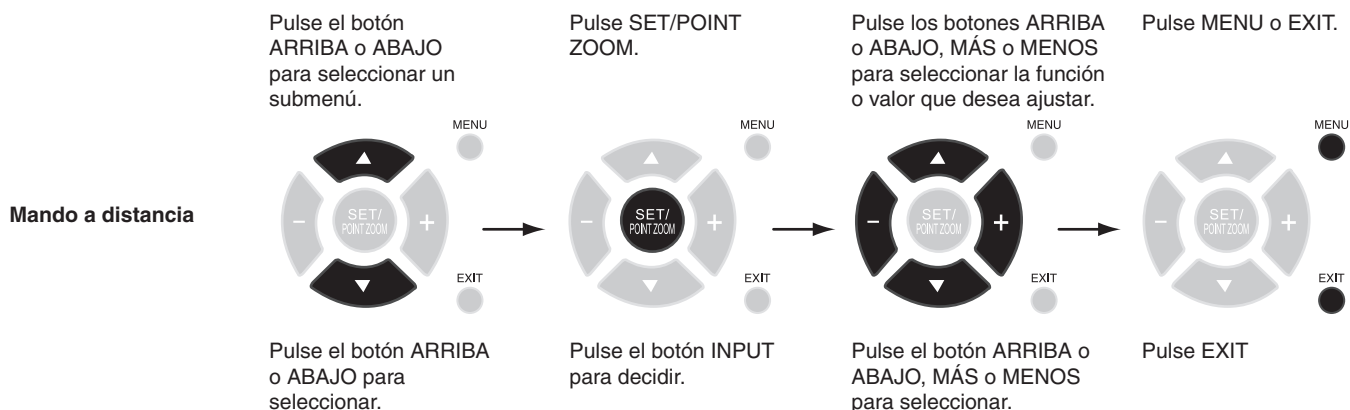 Pulse el botón
ARRIBA o ABAJO
para seleccionar un
submenú.
Pulse SET/POINT
ZOOM.
Pulse los botones ARRIBA
o ABAJO, MÁS o MENOS
para seleccionar la función
o valor que desea ajustar.
Pulse MENU o EXIT.
Mando a distancia
MENU
-
SET/
POINT ZOOM
+
EXIT
MENU
-
SET/
POINT ZOOM
+
EXIT
MENU
-
SET/
POINT ZOOM
+
EXIT
MENU
-
SET/
POINT ZOOM
+
EXIT
Pulse el botón ARRIBA
o ABAJO para
seleccionar.
Pulse el botón INPUT
para decidir.
Pulse el botón ARRIBA o
ABAJO, MÁS o MENOS
para seleccionar.
Pulse EXIT